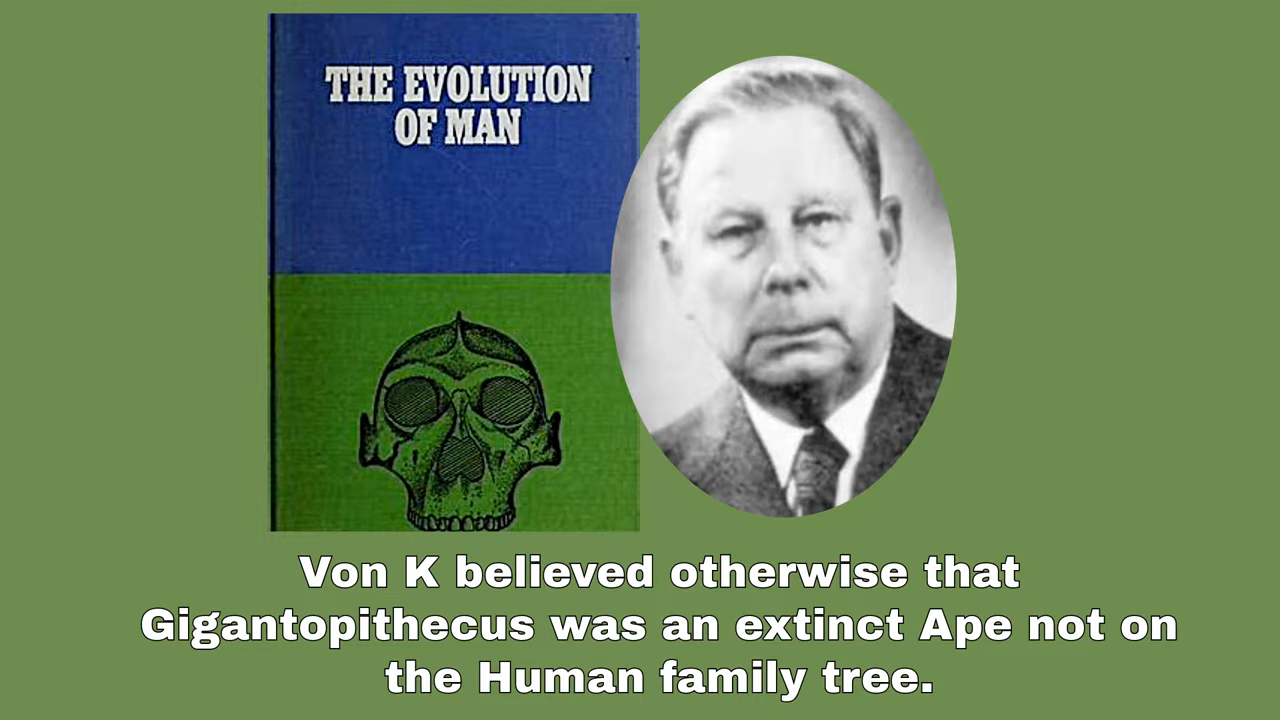 THE EVOLUTION
OF MAN
Von K believed otherwise that
Gigantopithecus was an extinct Ape not on
the Human family tree.